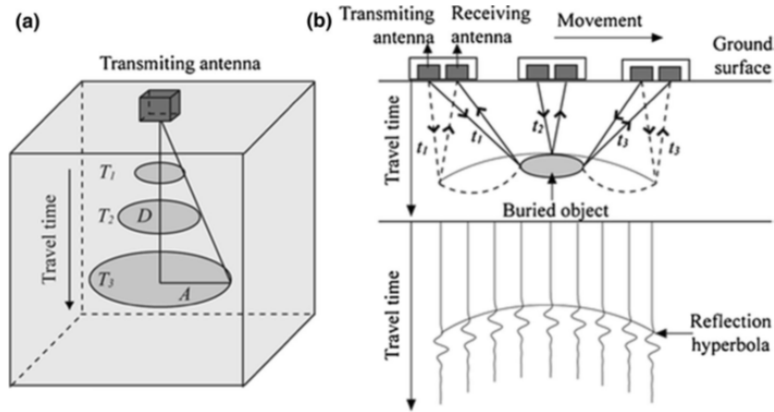 (a)
Transmiting antenna
T1
T2
D
T3
A
Travel time
(b)
Transmiting
antenna
Receiving
antenna
Movement
Ground
surface
Travel time
t1
t1
t2
t3
t3
Buried object
Travel time
Reflection
hyperbola